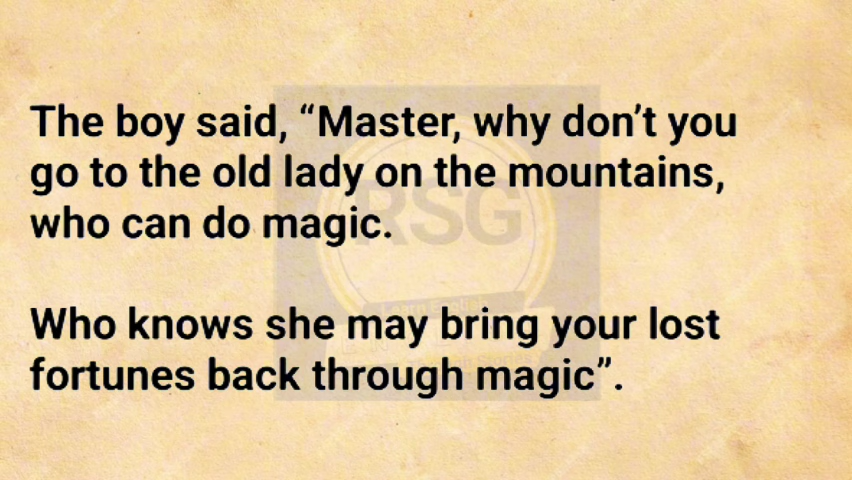 The boy said, “Master, why don’t you
go to the old lady on the mountains,
who can do magic.
Who knows she may bring your lost
fortunes back through magic”.
RSG